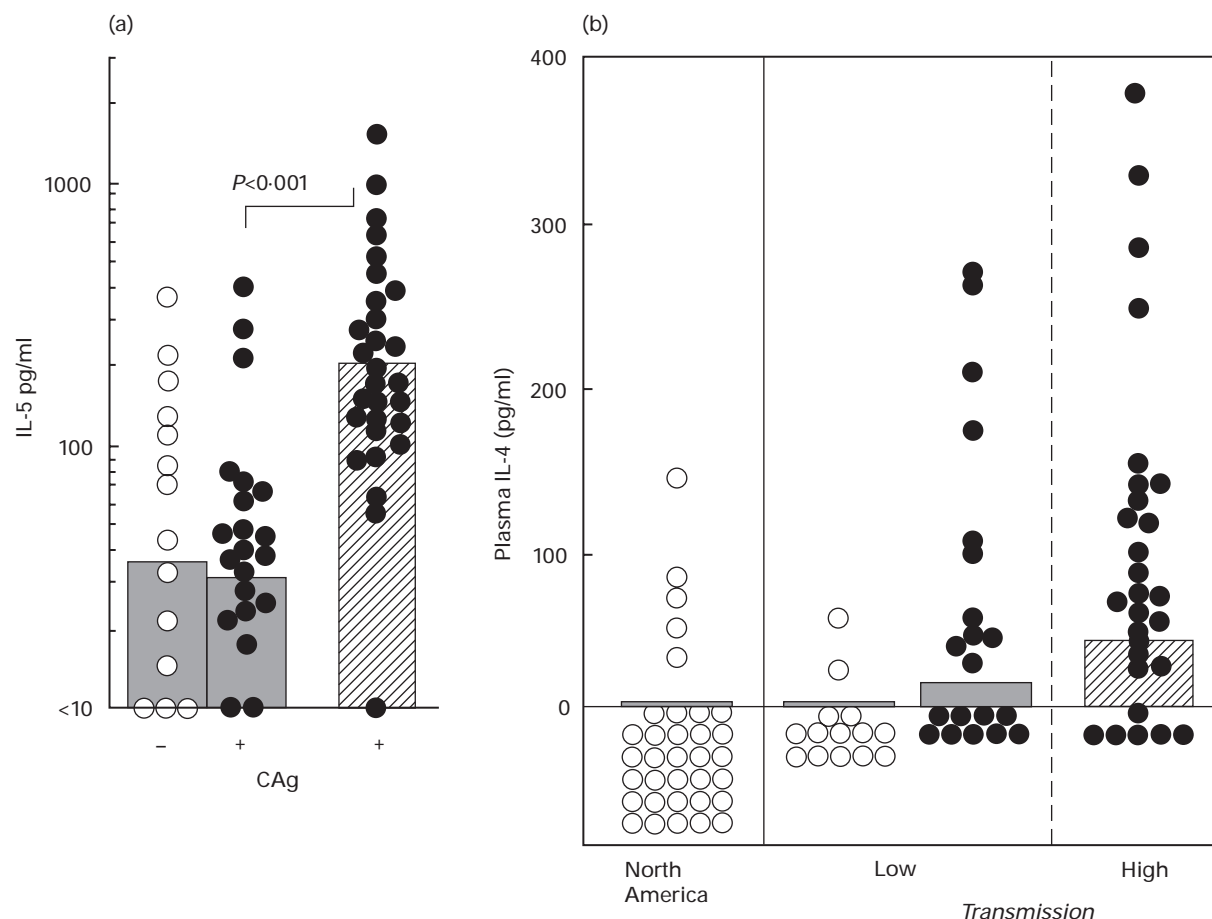 (a)
IL-5 pg/ml
1000
100
<10
P<0·001
– + +
CAg
(b)
Plasma IL-4 (pg/ml)
400
300
200
100
0
North
America
Low
High
Transmission